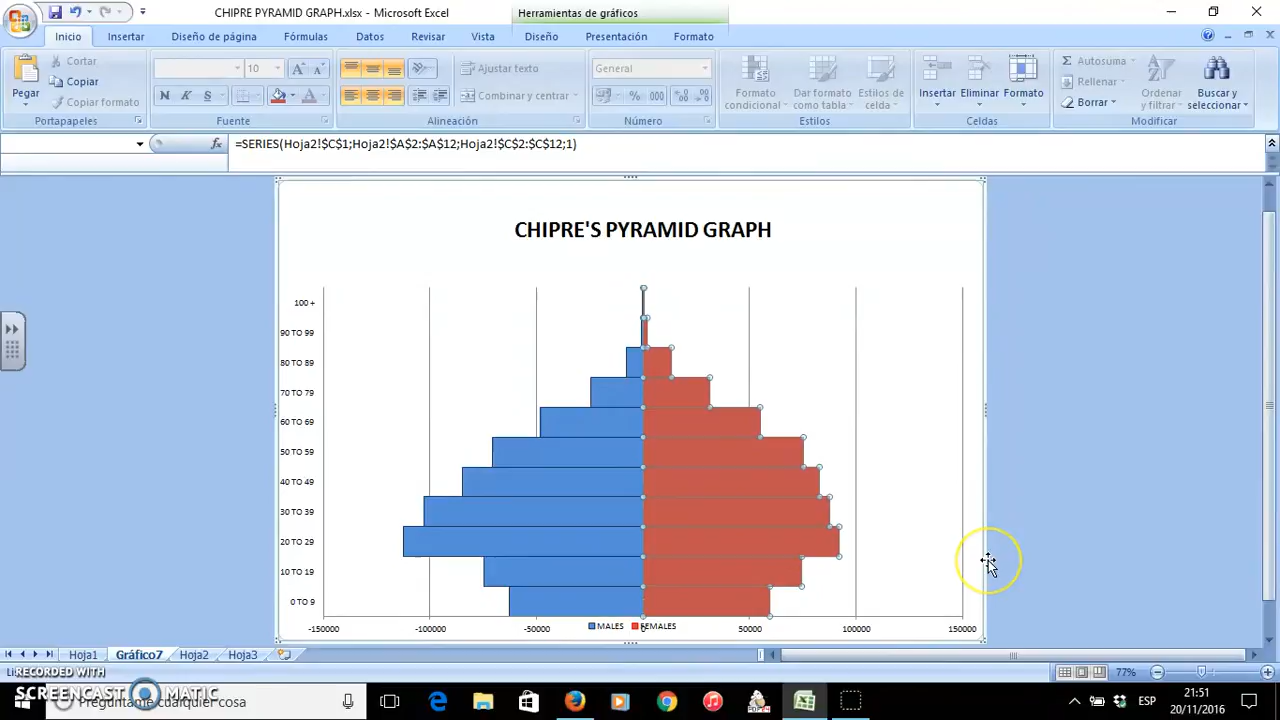 CHIPRE PYRAMID GRAPH.xlsx - Microsoft Excel
Herramientas de gráficos
Inicio
Insertar
Diseño de página
Fórmulas
Datos
Revisar
Vista
Diseño
Presentación
Formato
Pegar
Cortar
Copiar
Copiar formato
Portapapeles
10
N K S
Fuente
Ajustar texto
Combinar y centrar
Alineación
General
% 000
Número
Formato condicional
Dar formato como tabla
Estilos de celda
Estilos
Insertar
Eliminar
Formato
Celdas
Autosuma
Rellenar
Borrar
Ordenar y filtrar
Buscar y seleccionar
Modificar
fx
=SERIES(Hoja2!$C$1;Hoja2!$A$2:$A$12;Hoja2!$C$2:$C$12;1)
CHIPRE'S PYRAMID GRAPH
100 +
90 TO 99
80 TO 89
70 TO 79
60 TO 69
50 TO 59
40 TO 49
30 TO 39
20 TO 29
10 TO 19
0 TO 9
-150000
-100000
-50000
50000
100000
150000
MALES
FEMALES
Hoja1
Gráfico7
Hoja2
Hoja3
77%
RECORDED WITH
SCREENCAST MATIC
Pregúntame cualquier cosa
ESP
21:51
20/11/2016